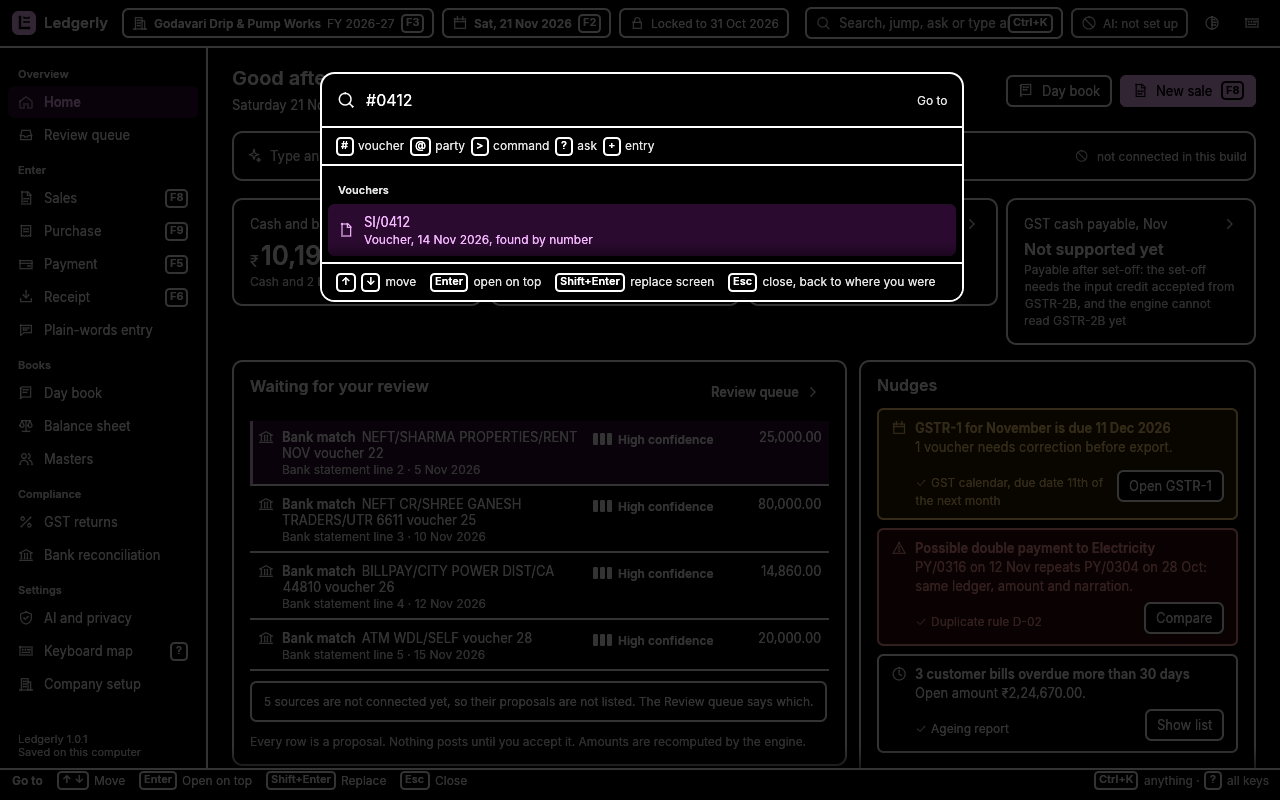 Ledgerly
Godavari Drip & Pump Works FY 2026-27 F3
Sat, 21 Nov 2026 F2
Locked to 31 Oct 2026
Search, jump, ask or type a Ctrl+K
AI: not set up
Overview
Home
Review queue
Enter
Sales F8
Purchase F9
Payment F5
Receipt F6
Plain-words entry
Books
Day book
Balance sheet
Masters
Compliance
GST returns
Bank reconciliation
Settings
AI and privacy
Keyboard map ?
Company setup
Ledgerly 1.0.1
Saved on this computer
Good afte
Saturday 21 No
Day book
New sale F8
Type an
not connected in this build
#0412 Go to
# voucher @ party > command ? ask + entry
Vouchers
SI/0412
Voucher, 14 Nov 2026, found by number
↑ ↓ move Enter open on top Shift+Enter replace screen Esc close, back to where you were
Cash and b
₹10,19
Cash and 2 b
GST cash payable, Nov
Not supported yet
Payable after set-off: the set-off
needs the input credit accepted from
GSTR-2B, and the engine cannot
read GSTR-2B yet
Waiting for your review
Review queue
Bank match NEFT/SHARMA PROPERTIES/RENT
NOV voucher 22
Bank statement line 2 · 5 Nov 2026
High confidence
25,000.00
Bank match NEFT CR/SHREE GANESH
TRADERS/UTR 6611 voucher 25
Bank statement line 3 · 10 Nov 2026
High confidence
80,000.00
Bank match BILLPAY/CITY POWER DIST/CA
44810 voucher 26
Bank statement line 4 · 12 Nov 2026
High confidence
14,860.00
Bank match ATM WDL/SELF voucher 28
Bank statement line 5 · 15 Nov 2026
High confidence
20,000.00
5 sources are not connected yet, so their proposals are not listed. The Review queue says which.
Every row is a proposal. Nothing posts until you accept it. Amounts are recomputed by the engine.
Nudges
GSTR-1 for November is due 11 Dec 2026
1 voucher needs correction before export.
GST calendar, due date 11th of
the next month
Open GSTR-1
Possible double payment to Electricity
PY/0316 on 12 Nov repeats PY/0304 on 28 Oct:
same ledger, amount and narration.
Duplicate rule D-02
Compare
3 customer bills overdue more than 30 days
Open amount ₹2,24,670.00.
Ageing report
Show list
Go to ↑ ↓ Move Enter Open on top Shift+Enter Replace Esc Close
Ctrl+K anything · ? all keys